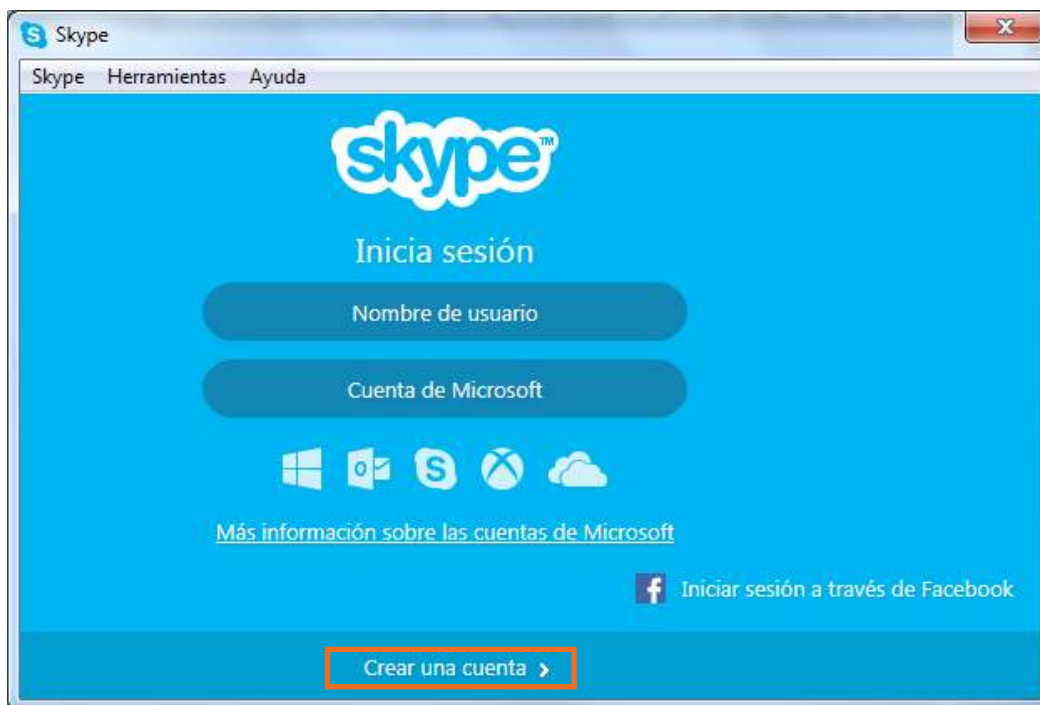 Skype
Skype Herramientas Ayuda
skype™
Inicia sesión
Nombre de usuario
Cuenta de Microsoft
Más información sobre las cuentas de Microsoft
Iniciar sesión a través de Facebook
Crear una cuenta